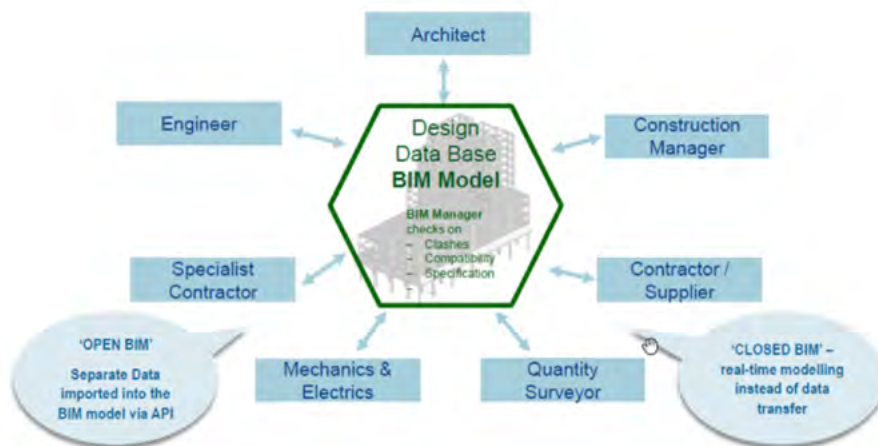 Architect
Engineer
Construction
Manager
Design
Data Base
BIM Model
BIM Manager
checks on
- Clashes
- Compatibility
- Specification
-
Specialist
Contractor
Contractor /
Supplier
Mechanics &
Electrics
Quantity
Surveyor
'OPEN BIM'
Separate Data
imported into the
BIM model via API
'CLOSED BIM' –
real-time modelling
instead of data
transfer